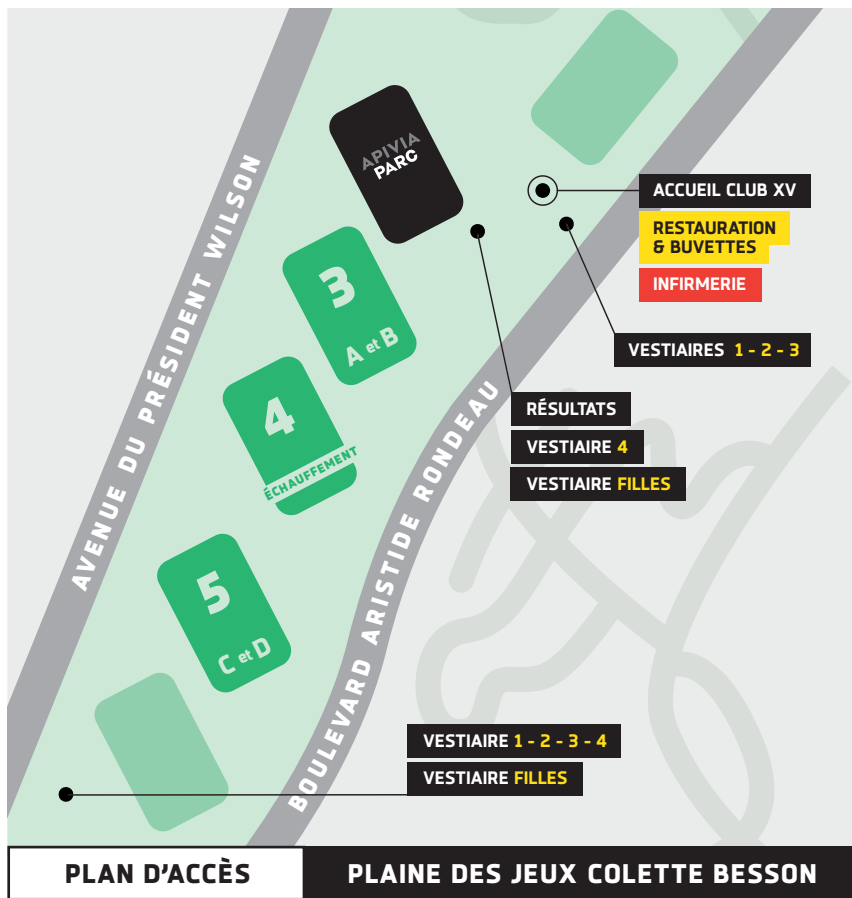 APIVIA
PARC
ACCUEIL CLUB XV
RESTAURATION
& BUVETTES
INFIRMERIE
3
A et B
VESTIAIRES 1 - 2 - 3
4
ÉCHAUFFEMENT
RÉSULTATS
VESTIAIRE 4
VESTIAIRE FILLES
AVENUE DU PRÉSIDENT WILSON
BOULEVARD ARISTIDE RONDEAU
5
C et D
VESTIAIRE 1 - 2 - 3 - 4
VESTIAIRE FILLES
PLAN D'ACCÈS
PLAINE DES JEUX COLETTE BESSON